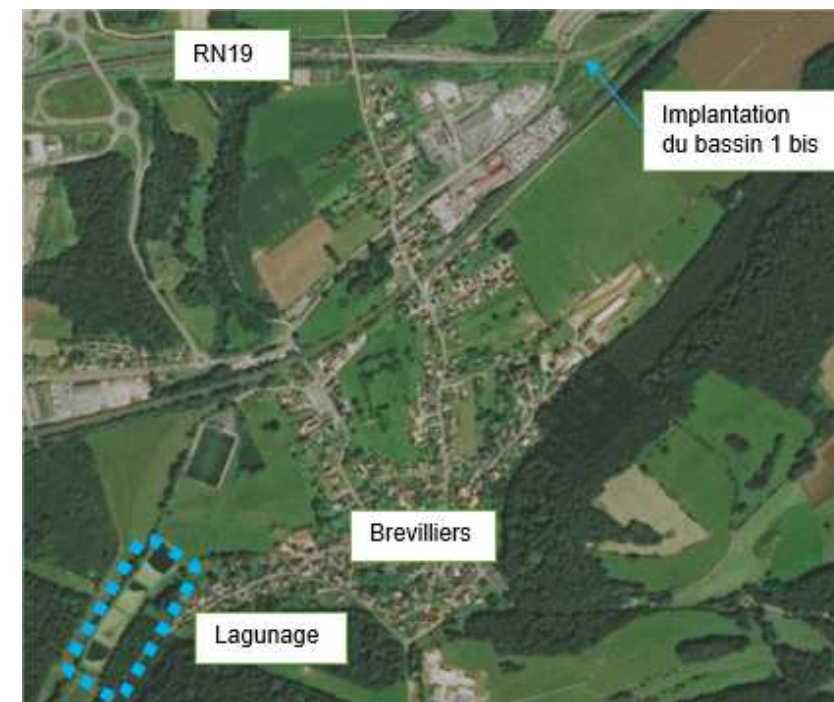 RN19
Implantation
du bassin 1 bis
Brevilliers
Lagunage